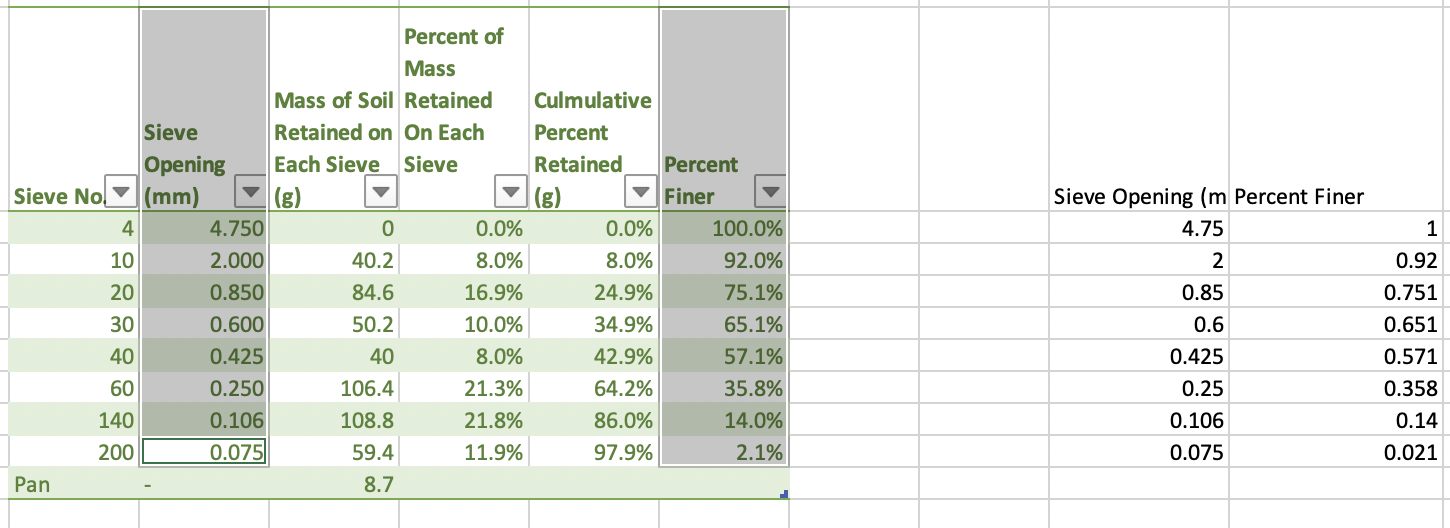 Sieve No.
Sieve
Opening
(mm)
Mass of Soil
Retained on
Each Sieve
(g)
Percent of
Mass
Retained
On Each
Sieve
Culmulative
Percent
Retained
(g)
Percent
Finer
Sieve Opening (m Percent Finer
4 4.750 0 0.0% 0.0% 100.0% 4.75 1
10 2.000 40.2 8.0% 8.0% 92.0% 2 0.92
20 0.850 84.6 16.9% 24.9% 75.1% 0.85 0.751
30 0.600 50.2 10.0% 34.9% 65.1% 0.6 0.651
40 0.425 40 8.0% 42.9% 57.1% 0.425 0.571
60 0.250 106.4 21.3% 64.2% 35.8% 0.25 0.358
140 0.106 108.8 21.8% 86.0% 14.0% 0.106 0.14
200 0.075 59.4 11.9% 97.9% 2.1% 0.075 0.021
Pan - 8.7